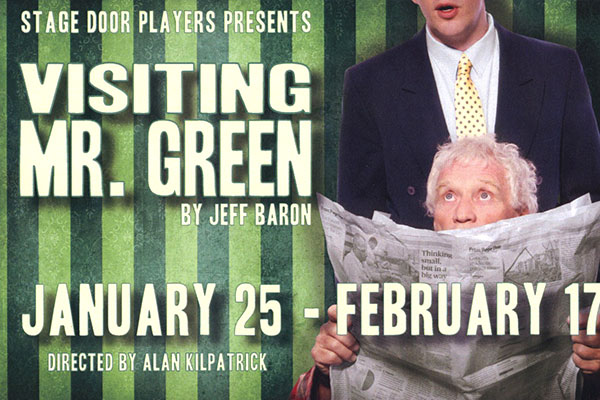 STAGE DOOR PLAYERS PRESENTS
VISITING
MR. GREEN
BY JEFF BARON
Thinking
small,
but in a
big way
JANUARY 25 - FEBRUARY 17
DIRECTED BY ALAN KILPATRICK